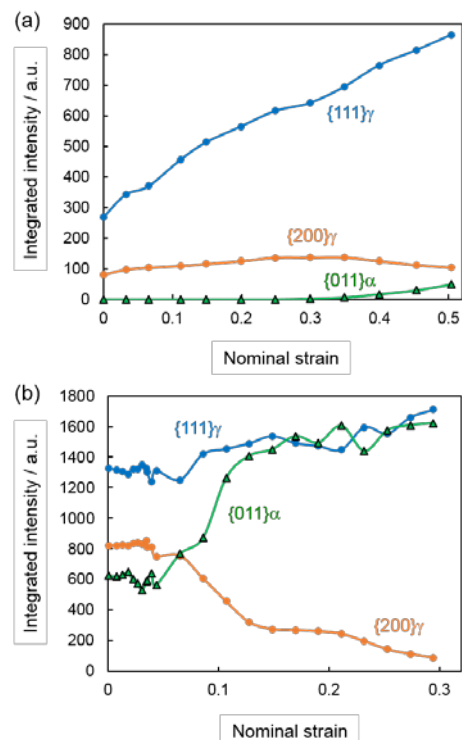 (a)
900
800
700
600
500
400
300
200
100
0
Integrated intensity / a.u.
{111}γ
{200}γ
{011}α
0 0.1 0.2 0.3 0.4 0.5
Nominal strain
(b)
1800
1600
1400
1200
1000
800
600
400
200
0
Integrated intensity / a.u.
{111}γ
{011}α
{200}γ
0 0.1 0.2 0.3
Nominal strain